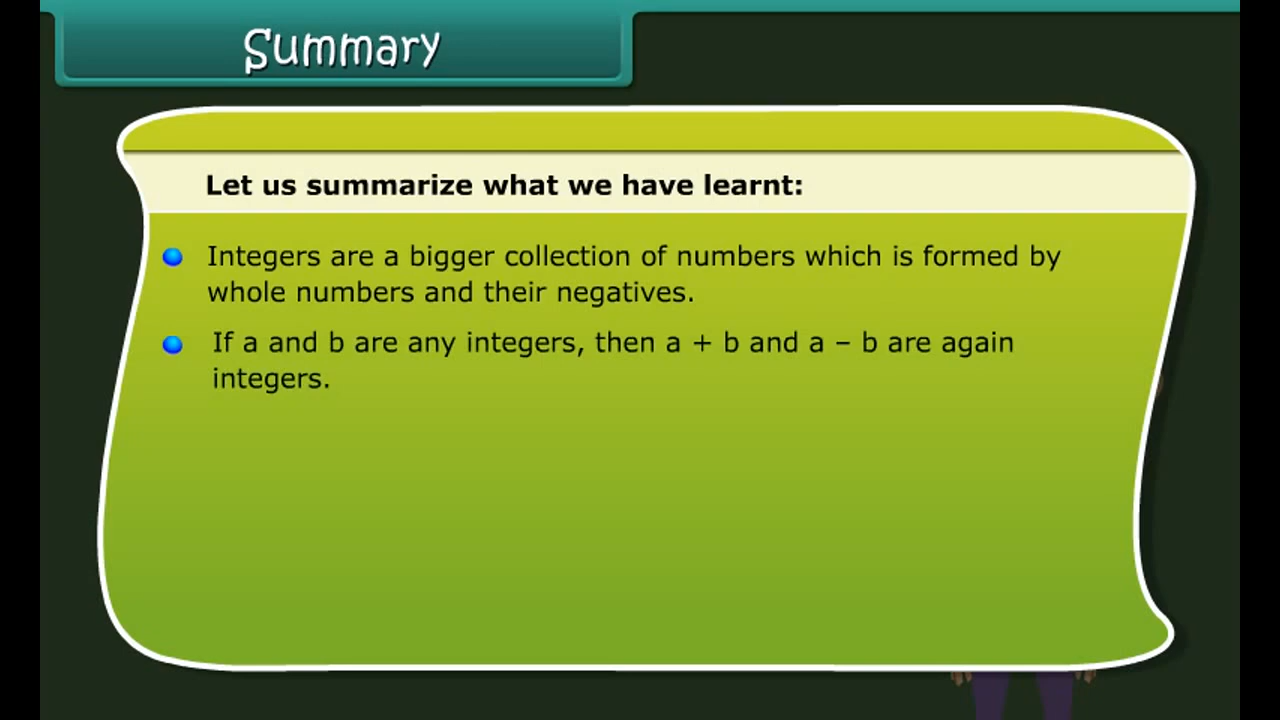 Summary
Let us summarize what we have learnt:
Integers are a bigger collection of numbers which is formed by
whole numbers and their negatives.
If a and b are any integers, then a + b and a – b are again
integers.